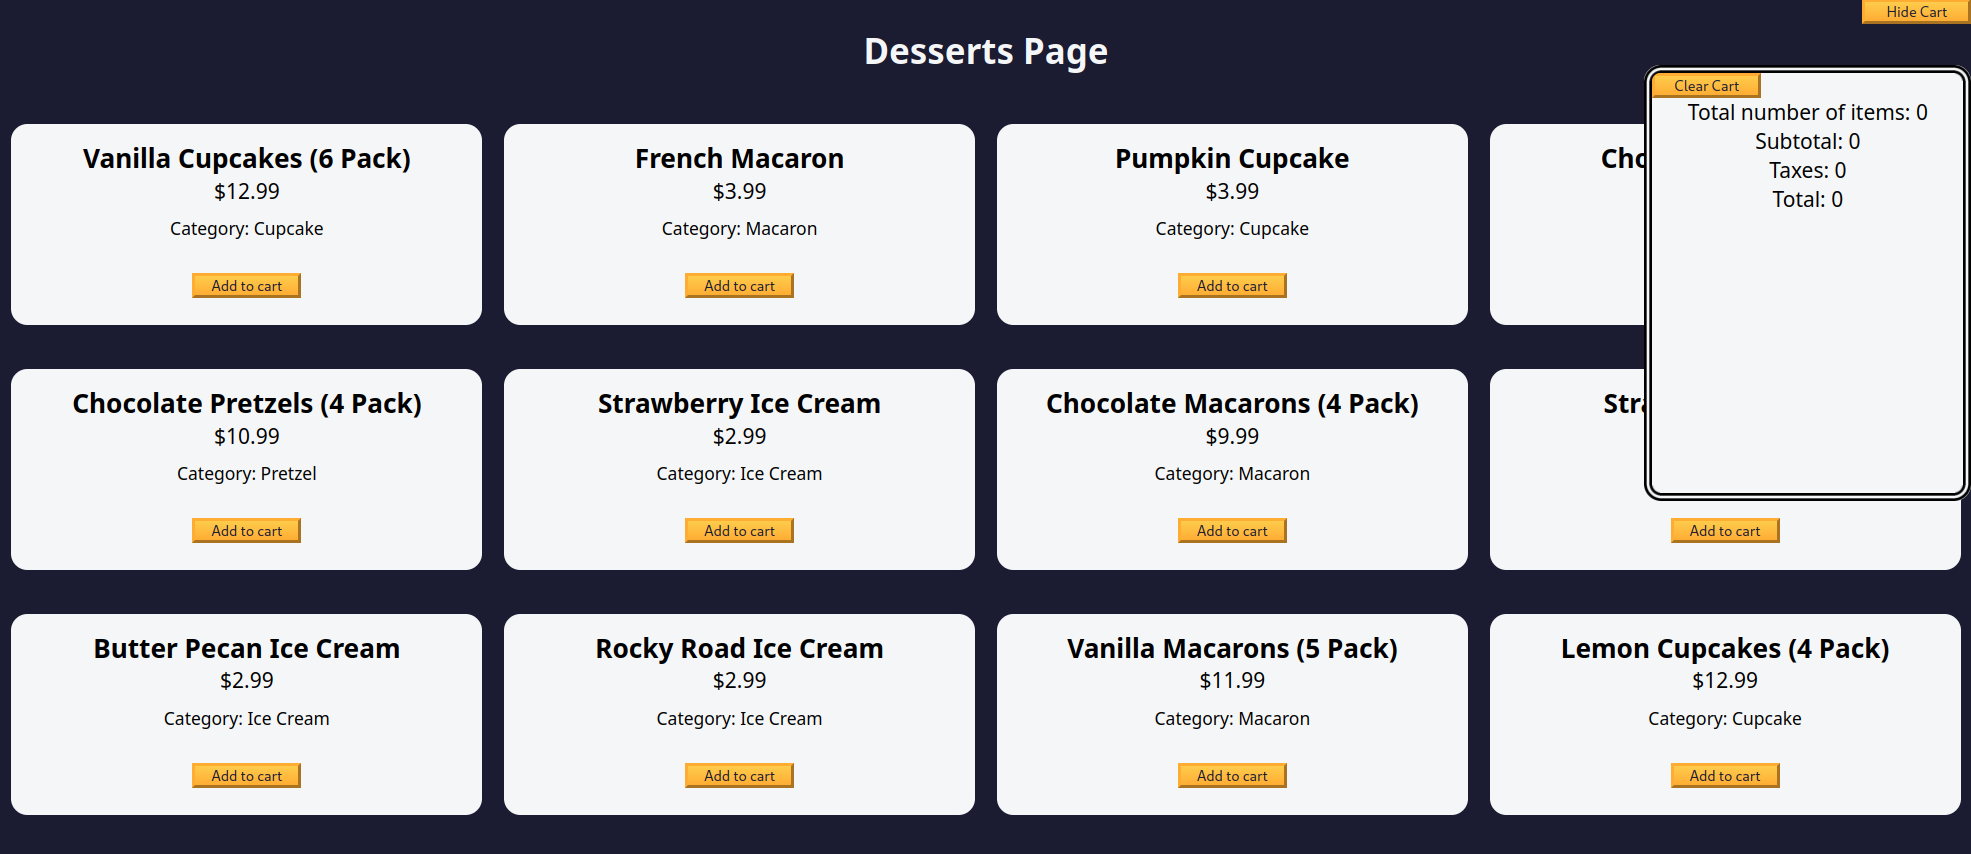 Hide Cart
Desserts Page
Clear Cart
Total number of items: 0
Subtotal: 0
Taxes: 0
Total: 0
Vanilla Cupcakes (6 Pack)
$12.99
Category: Cupcake
Add to cart
French Macaron
$3.99
Category: Macaron
Add to cart
Pumpkin Cupcake
$3.99
Category: Cupcake
Add to cart
Chocolate Pretzels (4 Pack)
$10.99
Category: Pretzel
Add to cart
Strawberry Ice Cream
$2.99
Category: Ice Cream
Add to cart
Chocolate Macarons (4 Pack)
$9.99
Category: Macaron
Add to cart
Add to cart
Butter Pecan Ice Cream
$2.99
Category: Ice Cream
Add to cart
Rocky Road Ice Cream
$2.99
Category: Ice Cream
Add to cart
Vanilla Macarons (5 Pack)
$11.99
Category: Macaron
Add to cart
Lemon Cupcakes (4 Pack)
$12.99
Category: Cupcake
Add to cart